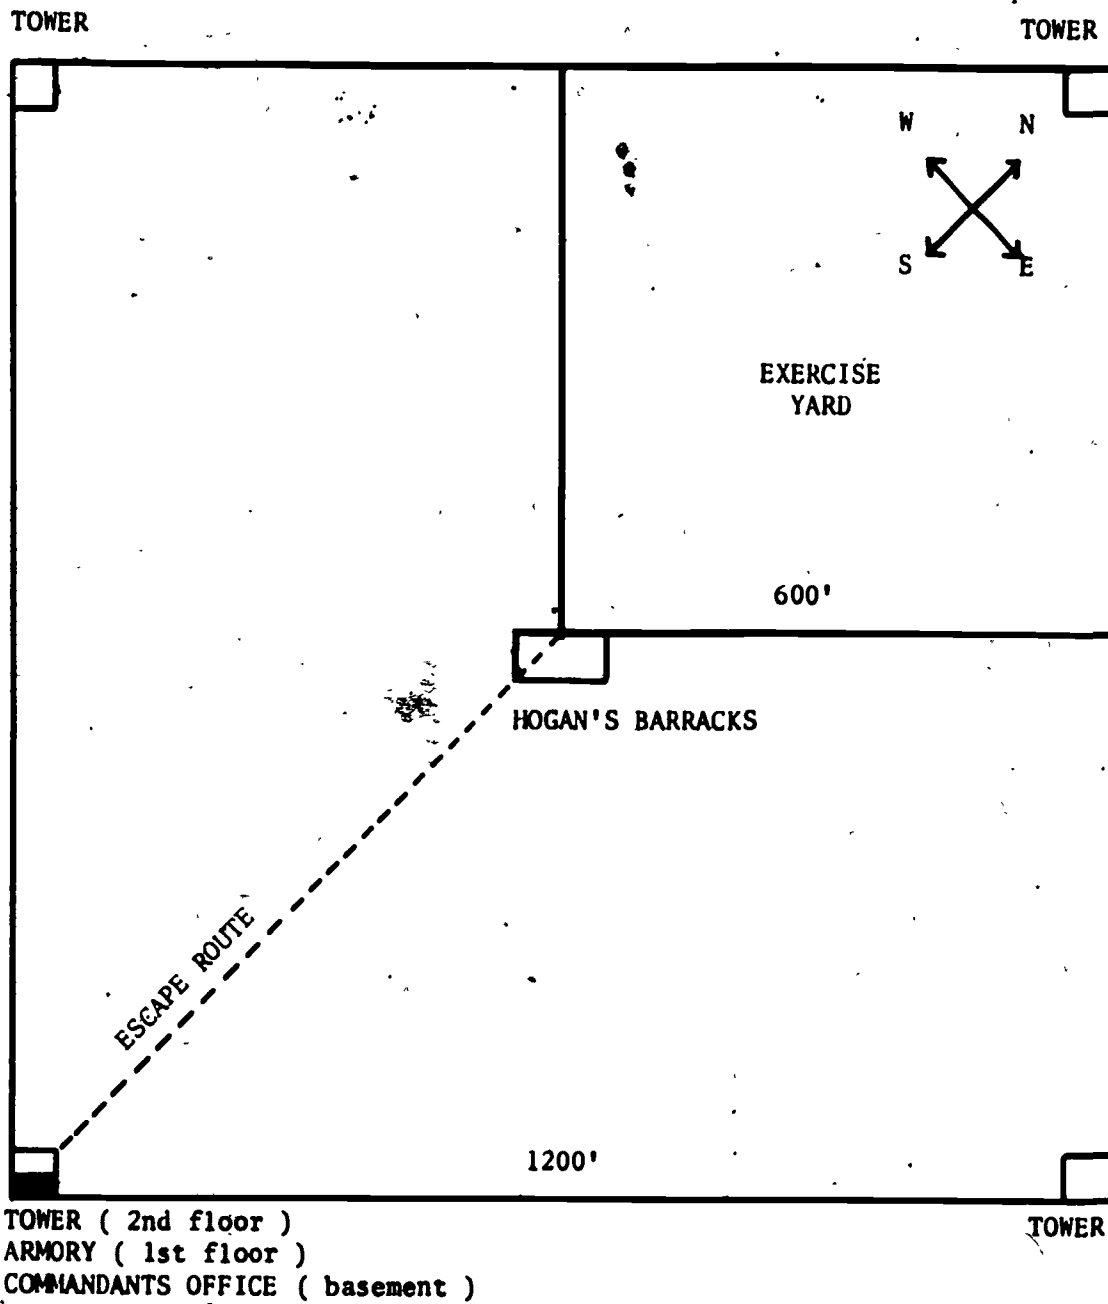 TOWER
TOWER
W N
S E
EXERCISE
YARD
600'
HOGAN'S BARRACKS
ESCAPE ROUTE
1200'
TOWER ( 2nd floor )
TOWER
ARMORY ( 1st floor )
COMMANDANTS OFFICE ( basement )